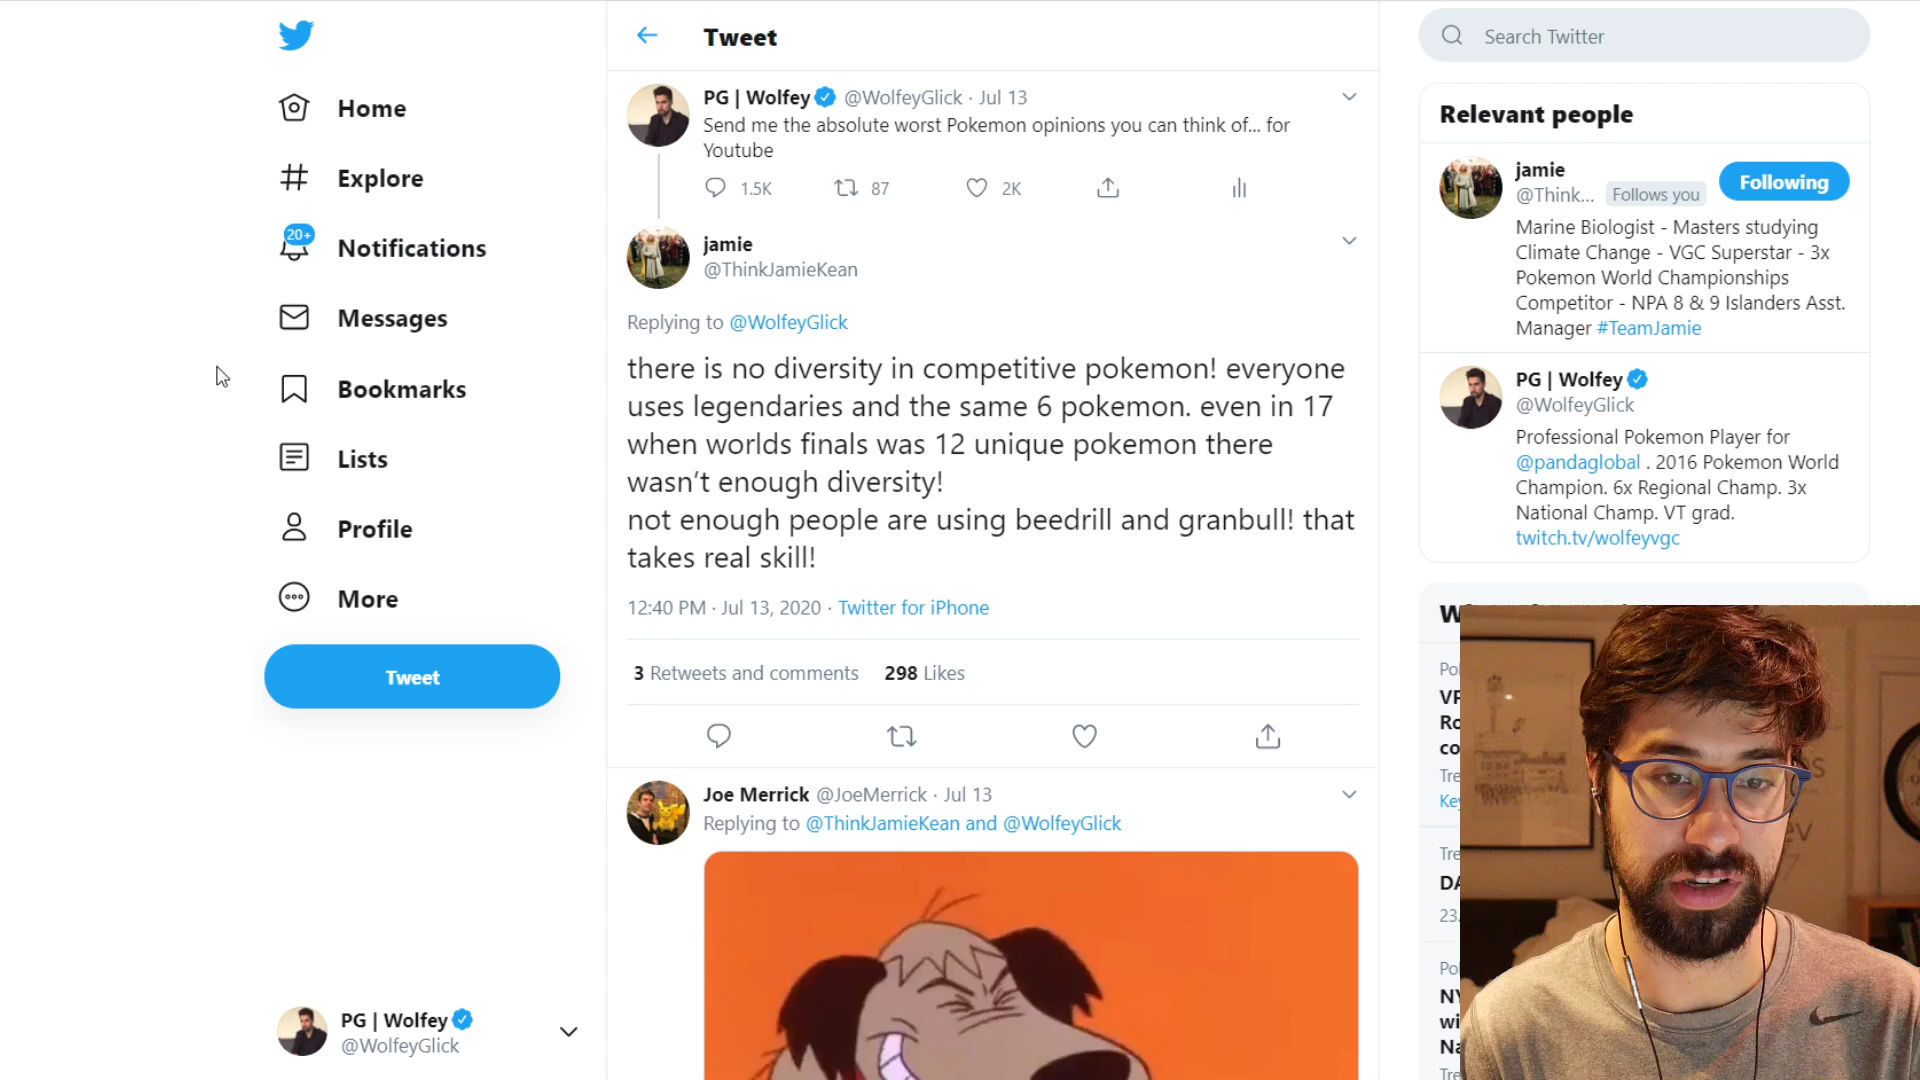 Home
Explore
20+
Notifications
Messages
Bookmarks
Lists
Profile
More
Tweet
PG | Wolfey
@WolfeyGlick
Tweet
PG | Wolfey @WolfeyGlick · Jul 13
Send me the absolute worst Pokemon opinions you can think of... for
Youtube
1.5K 87 2K
jamie
@ThinkJamieKean
Replying to @WolfeyGlick
there is no diversity in competitive pokemon! everyone
uses legendaries and the same 6 pokemon. even in 17
when worlds finals was 12 unique pokemon there
wasn't enough diversity!
not enough people are using beedrill and granbull! that
takes real skill!
12:40 PM · Jul 13, 2020 · Twitter for iPhone
3 Retweets and comments 298 Likes
Joe Merrick @JoeMerrick · Jul 13
Replying to @ThinkJamieKean and @WolfeyGlick
Search Twitter
Relevant people
jamie
@Think... Follows you
Following
Marine Biologist - Masters studying
Climate Change - VGC Superstar - 3x
Pokemon World Championships
Competitor - NPA 8 & 9 Islanders Asst.
Manager #TeamJamie
PG | Wolfey
@WolfeyGlick
Professional Pokemon Player for
@pandaglobal . 2016 Pokemon World
Champion. 6x Regional Champ. 3x
National Champ. VT grad.
twitch.tv/wolfeyvgc